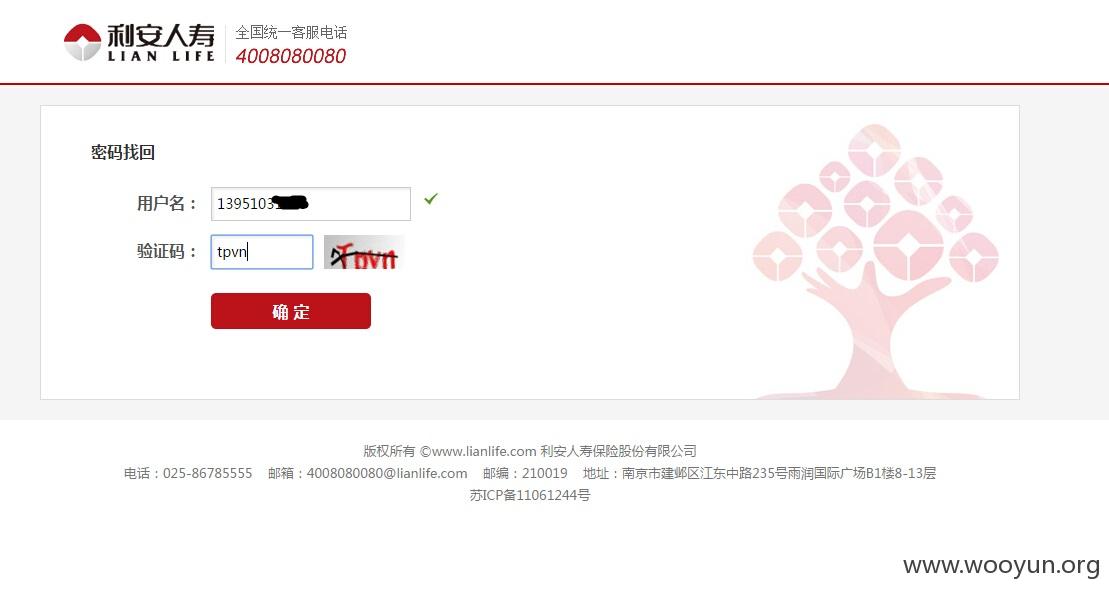 利安人寿
LIAN LIFE
全国统一客服电话
4008080080
密码找回
用户名：
1395103
验证码：
tpvn
Tpvn
确 定
版权所有 ©www.lianlife.com 利安人寿保险股份有限公司
电话：025-86785555 邮箱：4008080080@lianlife.com 邮编：210019 地址：南京市建邺区江东中路235号雨润国际广场B1楼8-13层
苏ICP备11061244号
www.wooyun.org